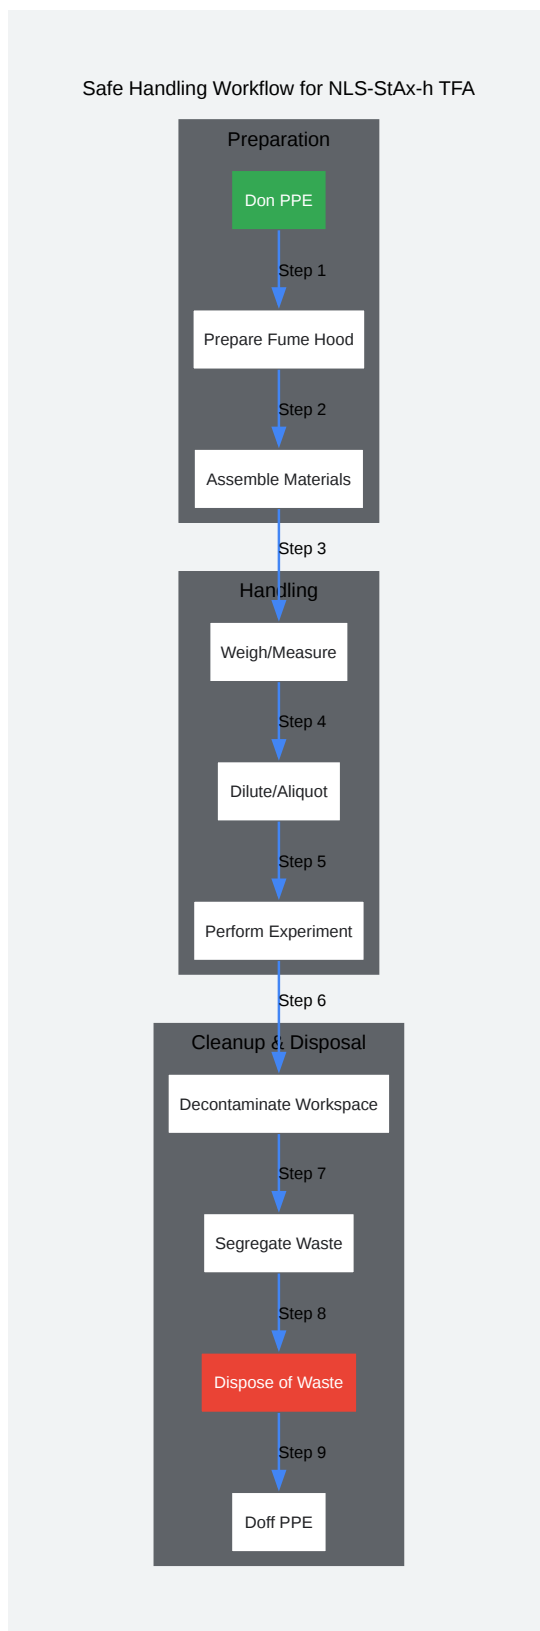 Safe Handling Workflow for NLS-StAx-h TFA
Preparation
Don PPE
Step 1
Prepare Fume Hood
Step 2
Assemble Materials
Step 3
Handling
Weigh/Measure
Step 4
Dilute/Aliquot
Step 5
Perform Experiment
Step 6
Cleanup & Disposal
Decontaminate Workspace
Step 7
Segregate Waste
Step 8
Dispose of Waste
Step 9
Doff PPE